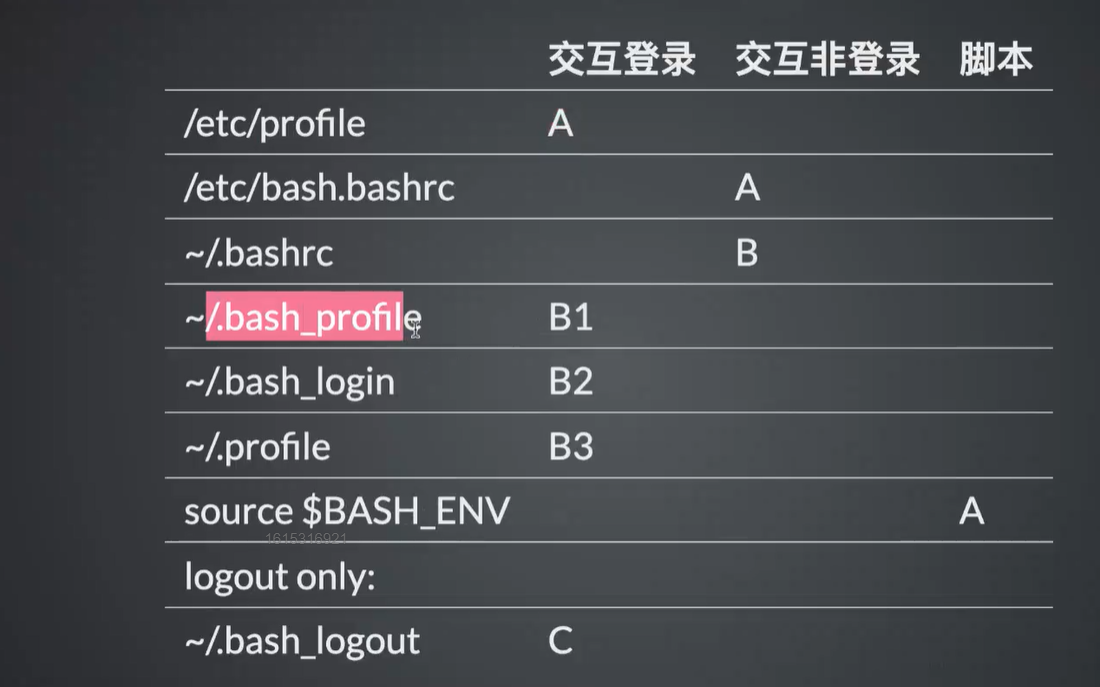 交互登录 交互非登录 脚本
/etc/profile A
/etc/bash.bashrc A
~/.bashrc B
~/.bash_profile B1
~/.bash_login B2
~/.profile B3
source $BASH_ENV A
1615316921
logout only:
~/.bash_logout C